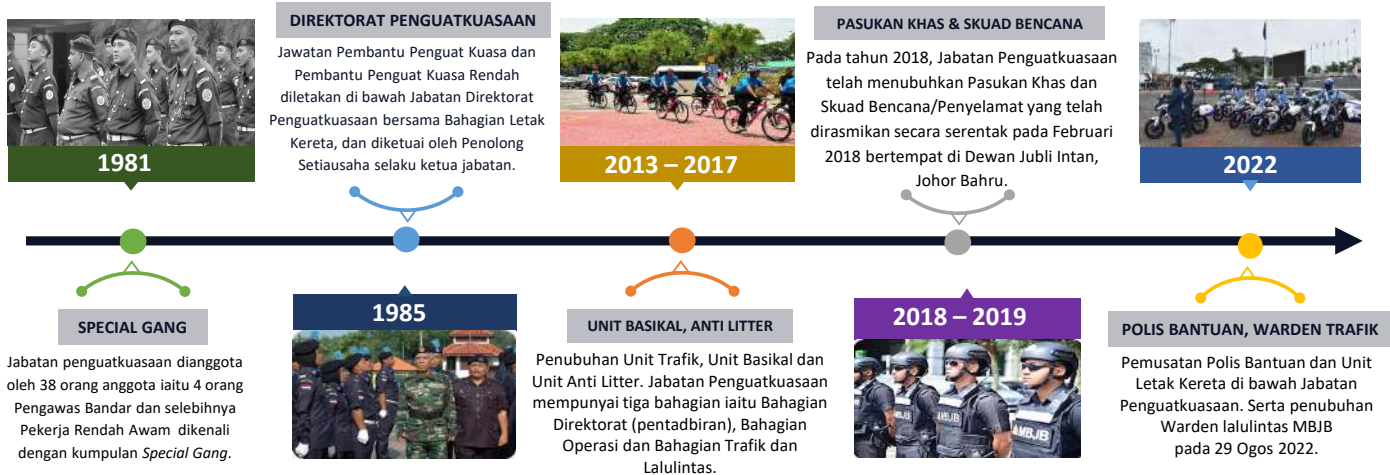 1981
SPECIAL GANG
Jabatan penguatkuasaan dianggota
oleh 38 orang anggota iaitu 4 orang
Pengawas Bandar dan selebihnya
Pekerja Rendah Awam dikenali
dengan kumpulan Special Gang.
DIREKTORAT PENGUATKUASAAN
Jawatan Pembantu Penguat Kuasa dan
Pembantu Penguat Kuasa Rendah
diletakan di bawah Jabatan Direktorat
Penguatkuasaan bersama Bahagian Letak
Kereta, dan diketuai oleh Penolong
Setiausaha selaku ketua jabatan.
1985
2013 – 2017
UNIT BASIKAL, ANTI LITTER
Penubuhan Unit Trafik, Unit Basikal dan
Unit Anti Litter. Jabatan Penguatkuasaan
mempunyai tiga bahagian iaitu Bahagian
Direktorat (pentadbiran), Bahagian
Operasi dan Bahagian Trafik dan
Lalulintas.
PASUKAN KHAS & SKUAD BENCANA
Pada tahun 2018, Jabatan Penguatkuasaan
telah menubuhkan Pasukan Khas dan
Skuad Bencana/Penyelamat yang telah
dirasmikan secara serentak pada Februari
2018 bertempat di Dewan Jubli Intan,
Johor Bahru.
2018 – 2019
MBJB
MBJB
2022
POLIS BANTUAN, WARDEN TRAFIK
Pemusatan Polis Bantuan dan Unit
Letak Kereta di bawah Jabatan
Penguatkuasaan. Serta penubuhan
Warden lalulintas MBJB
pada 29 Ogos 2022.